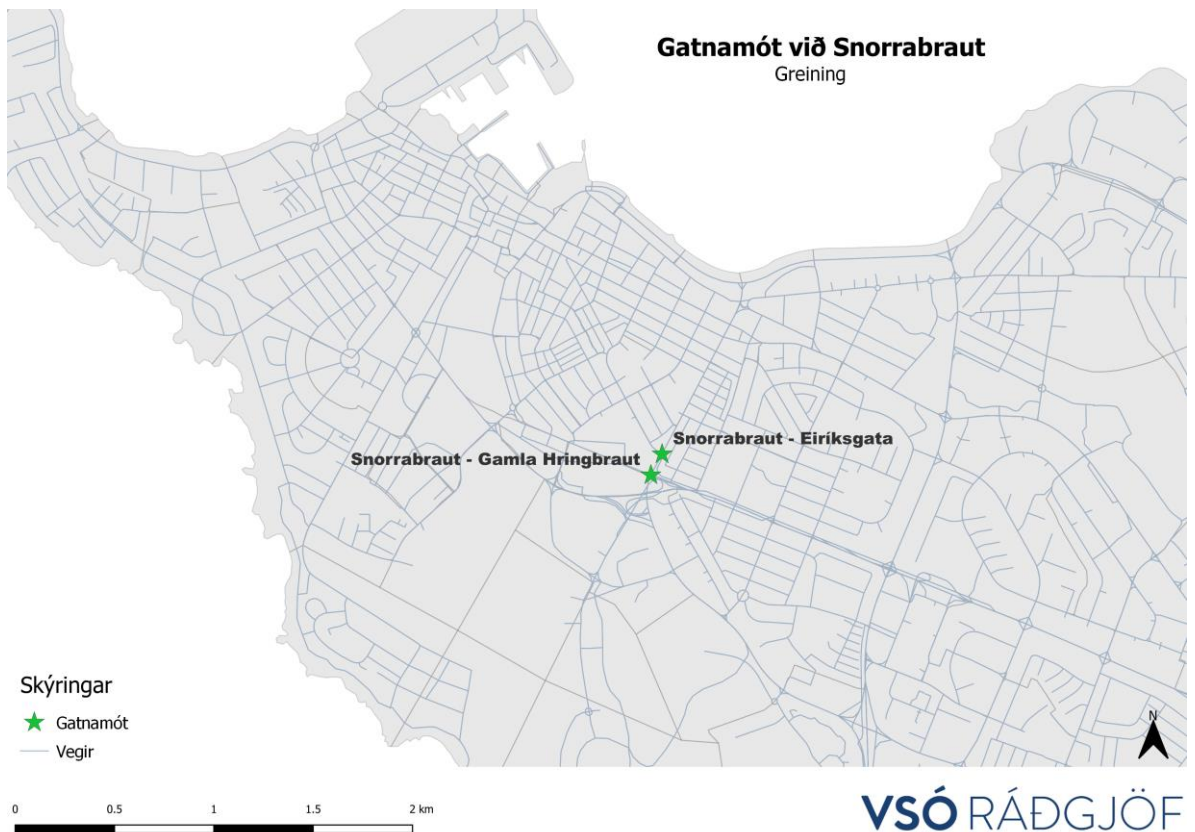 Gatnamót við Snorrabraut
Greining
Snorrabraut - Eiríksgata
Snorrabraut - Gamla Hringbraut
Skýringar
Gatnamót
Vegir
N
0 0.5 1 1.5 2 km
VSÓ RÁÐGJÖF